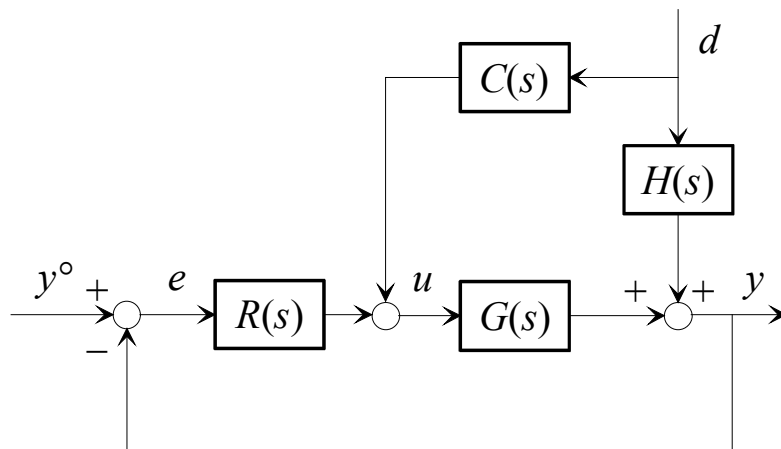 d
C(s)
H(s)
y° + e R(s) u G(s) + + y
−